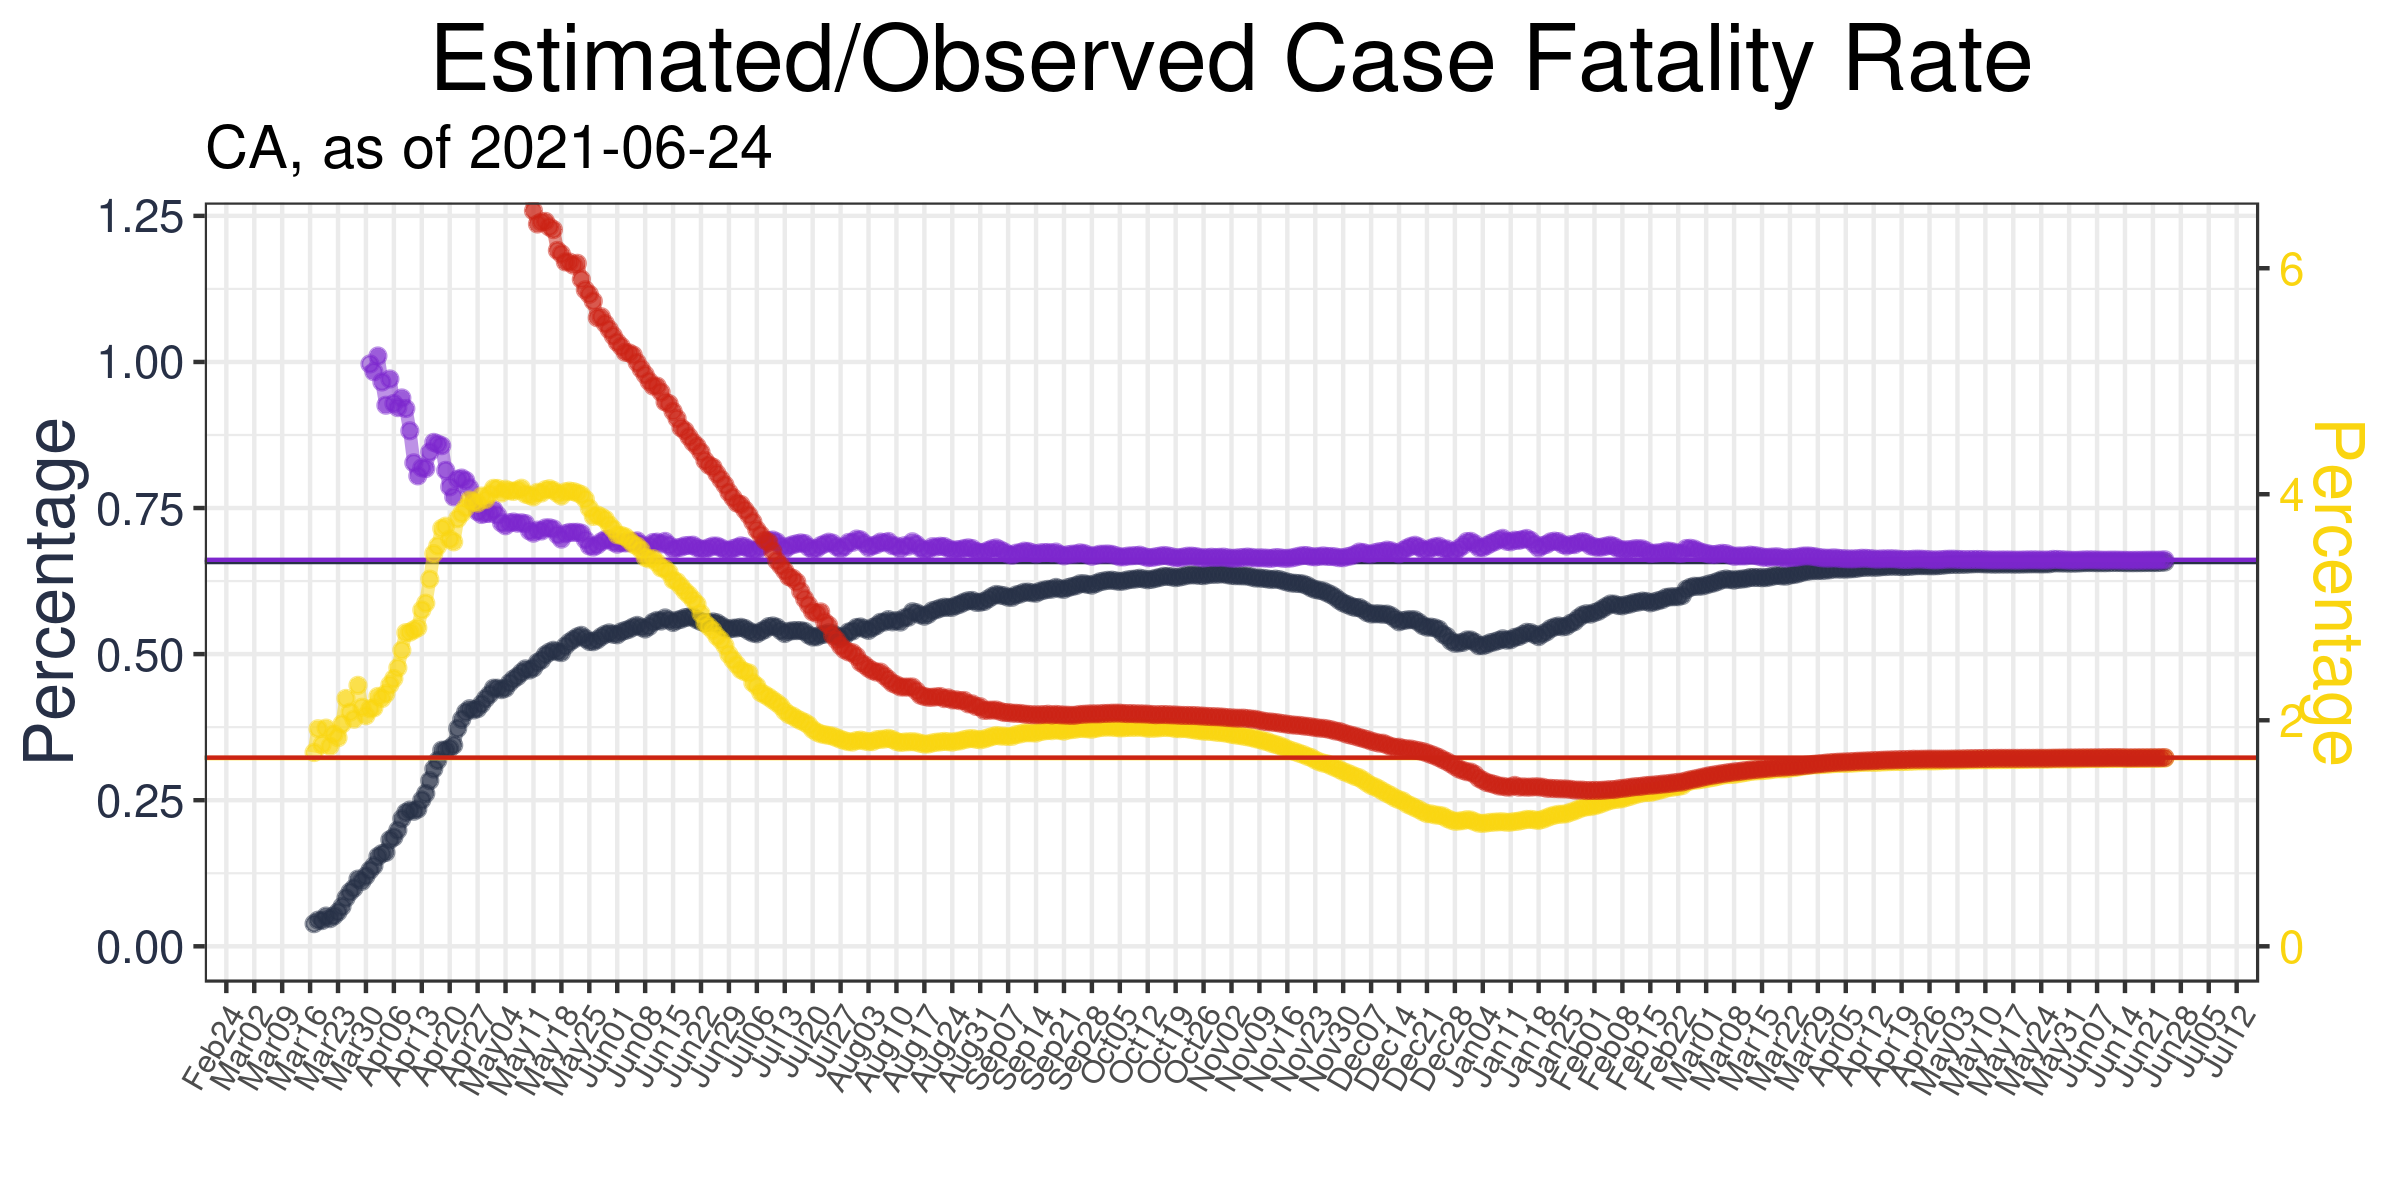 Estimated/Observed Case Fatality Rate
CA, as of 2021-06-24
Percentage
1.25
1.00
0.75
0.50
0.25
0.00
6
4
2
0
Percentage
Feb24
Mar02
Mar09
Mar16
Mar23
Mar30
Apr06
Apr13
Apr20
Apr27
May04
May11
May18
May25
Jun01
Jun08
Jun15
Jun22
Jun29
Jul06
Jul13
Jul20
Jul27
Aug03
Aug10
Aug17
Aug24
Aug31
Sep07
Sep14
Sep21
Sep28
Oct05
Oct12
Oct19
Oct26
Nov02
Nov09
Nov16
Nov23
Nov30
Dec07
Dec14
Dec21
Dec28
Dec04
Jan11
Jan18
Jan25
Feb01
Feb08
Feb15
Feb22
Mar01
Mar08
Mar15
Mar22
Mar29
Apr05
Apr12
Apr19
Apr26
May03
May10
May17
May24
May31
Jun07
Jun14
Jun21
Jun28
Jul05
Jul12